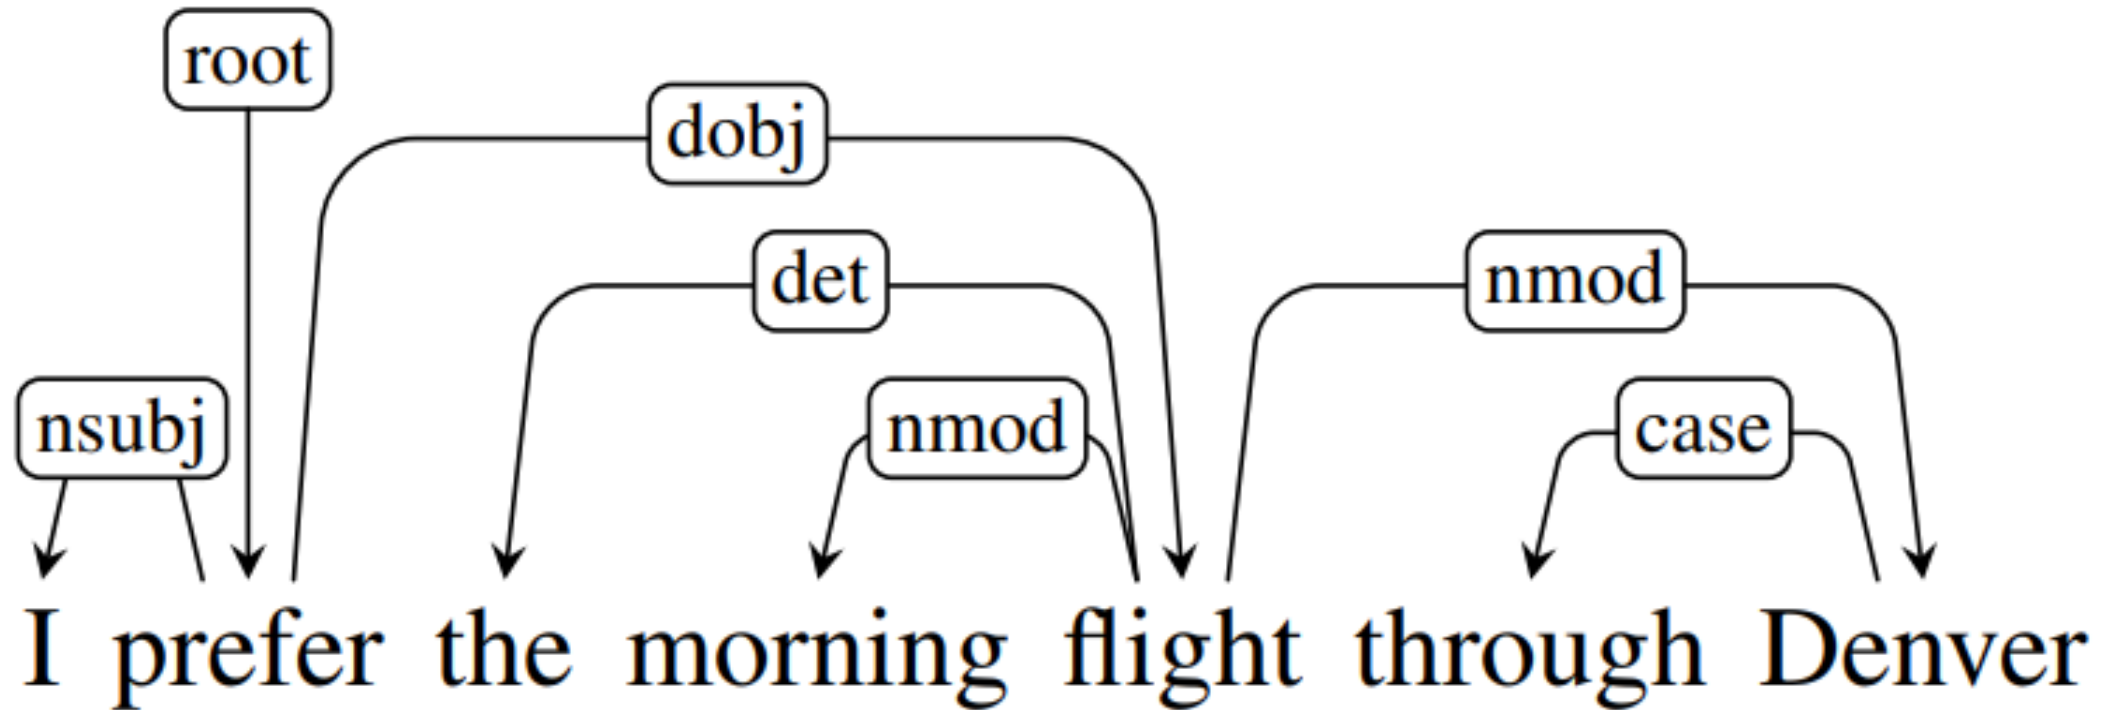 root
dobj
det nmod
nsubj nmod case
I prefer the morning flight through Denver